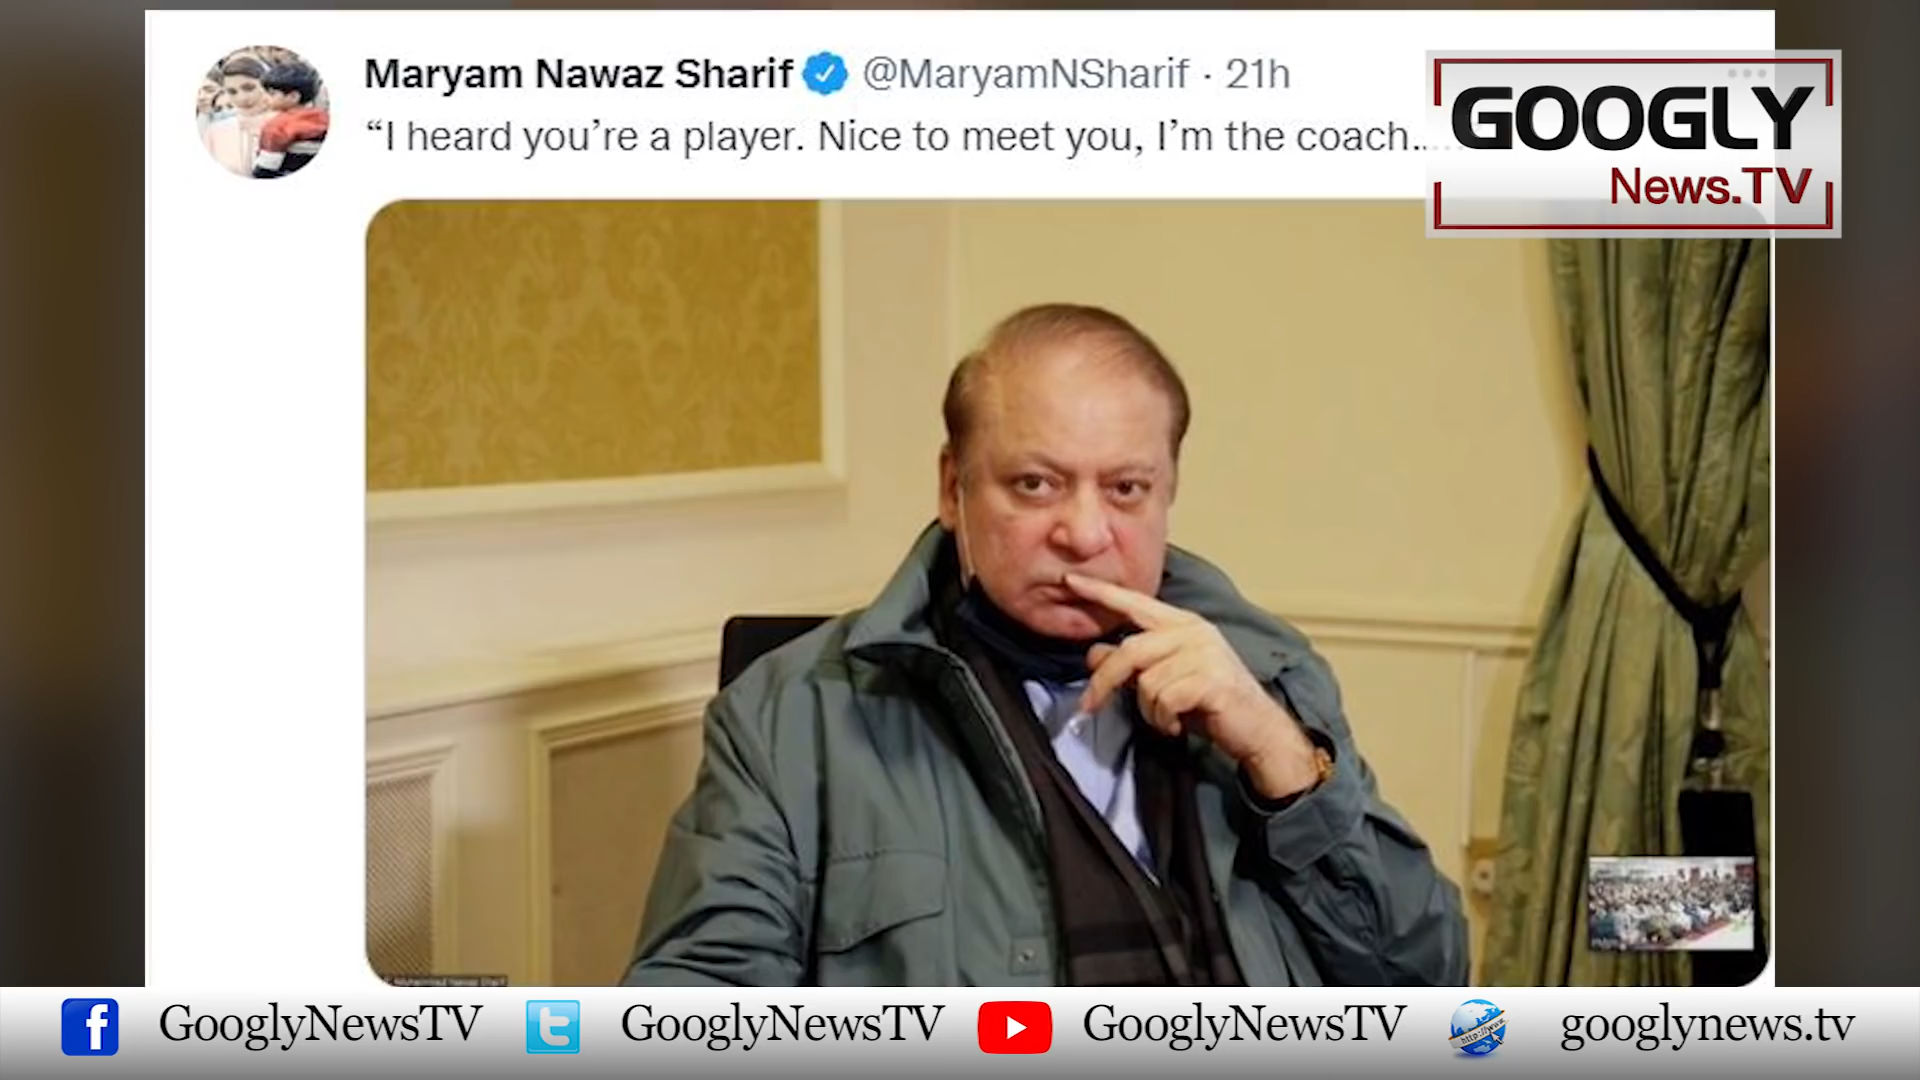 Maryam Nawaz Sharif @MaryamNSharif · 21h
“I heard you’re a player. Nice to meet you, I’m the coach..
GOOGLY
News.TV
GooglyNewsTV GooglyNewsTV GooglyNewsTV googlynews.tv